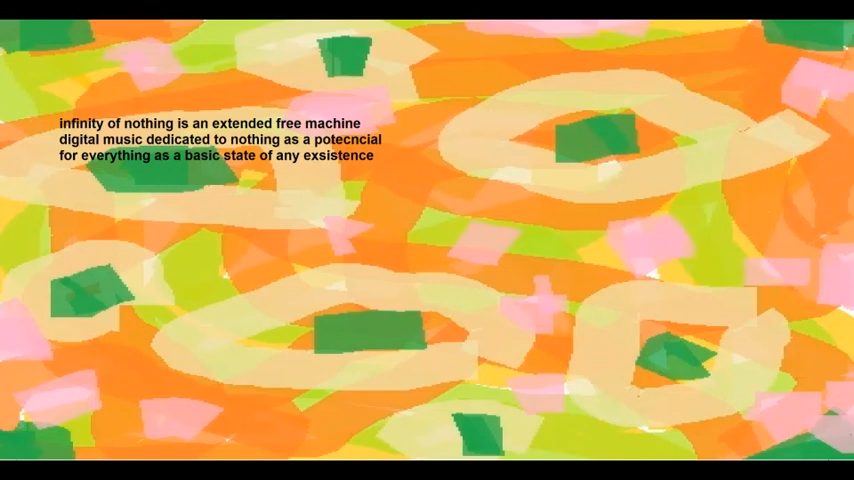 infinity of nothing is an extended free machine
digital music dedicated to nothing as a potecncial
for everything as a basic state of any exsistence